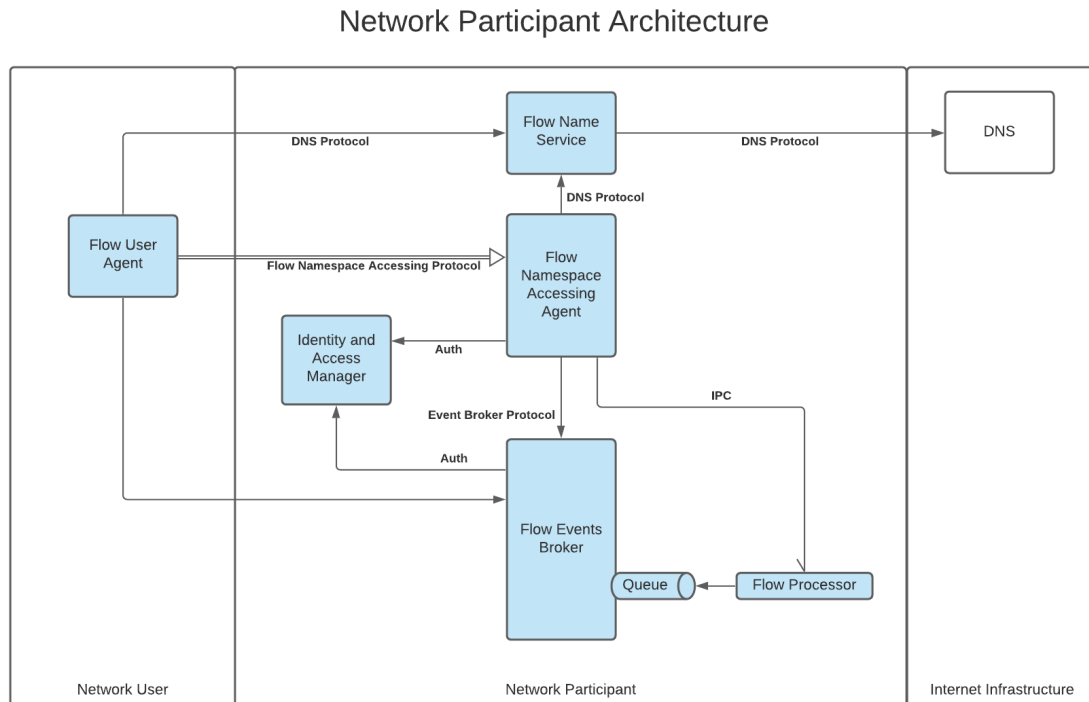 Network Participant Architecture
Flow Name
Service
DNS
DNS Protocol
DNS Protocol
DNS Protocol
Flow User
Agent
Flow Namespace Accessing Protocol
Flow
Namespace
Accessing
Agent
Identity and
Access
Manager
Auth
IPC
Event Broker Protocol
Auth
Flow Events
Broker
Queue
Flow Processor
Network User
Network Participant
Internet Infrastructure